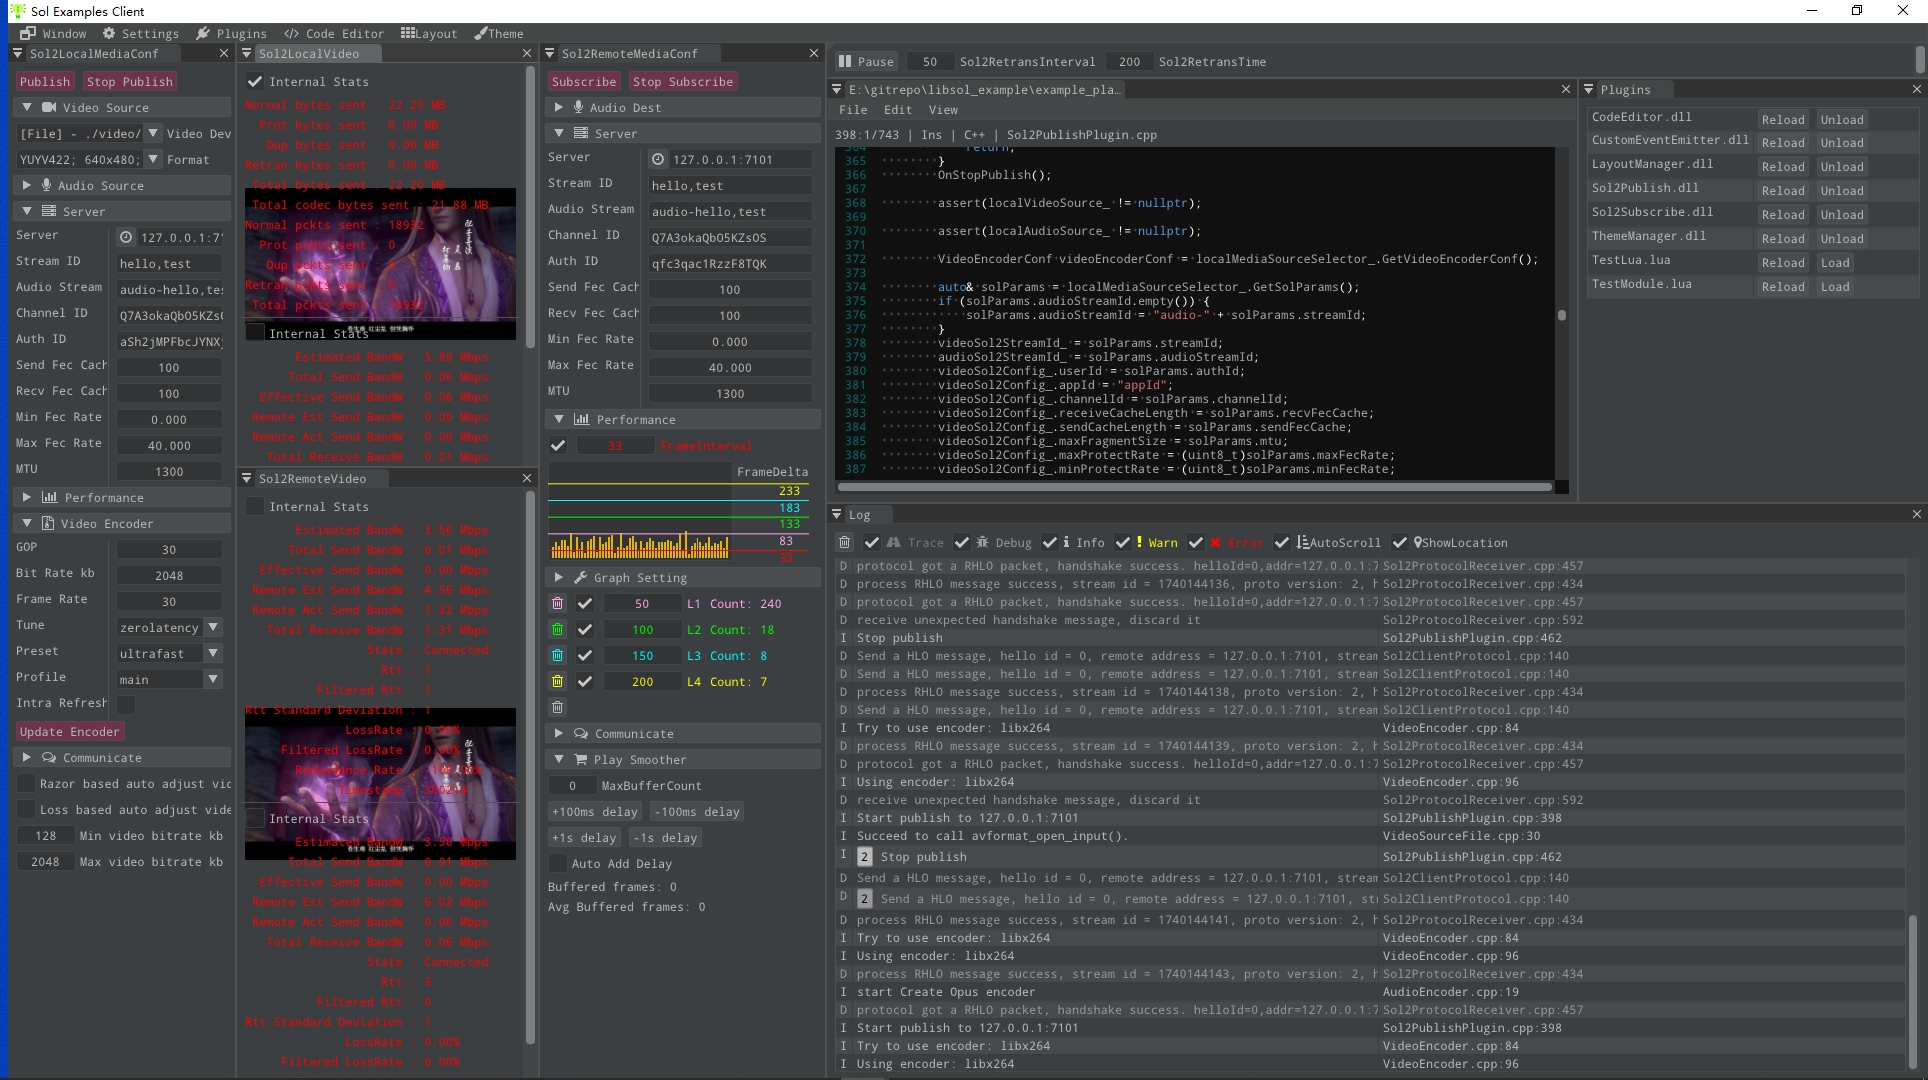 Sol Examples Client
Window Settings Plugins Code Editor Layout Theme
Sol2LocalMediaConf
Publish Stop Publish
Video Source
[File] - ./video/ Video Dev
YUYV422; 640x480; Format
Audio Source
Server
Server 127.0.0.1:71
Stream ID hello,test
Audio Stream audio-hello,tes
Channel ID Q7A3okaQbO5KZs
Auth ID aSh2jMPFbcJYNX
Send Fec Cach 100
Recv Fec Cach 100
Min Fec Rate 0.000
Max Fec Rate 40.000
MTU 1300
Performance
Video Encoder
GOP 30
Bit Rate kb 2048
Frame Rate 30
Tune zerolatency
Preset ultrafast
Profile main
Intra Refresh
Update Encoder
Communicate
Razor based auto adjust vid
Loss based auto adjust vide
128 Min video bitrate kb
2048 Max video bitrate kb
Sol2LocalVideo
Internal Stats
Normal bytes sent : 22.20 MB
Prot bytes sent : 0.00 MB
Dup bytes sent : 0.00 MB
Retran bytes sent : 0.00 MB
Total bytes sent : 22.20 MB
Total codec bytes sent : 21.88 MB
Normal pckts sent : 18932
Prot pckts sent : 0
Dup pckts sent :
Retran pckts sent :
Total pckts sent : 18932
Internal Stats
Estimated BandW : 5.89 Mbps
Total Send BandW : 0.06 Mbps
Effective Send BandW : 0.06 Mbps
Remote Est Send BandW : 0.00 Mbps
Remote Act Send BandW : 0.00 Mbps
Total Receive BandW : 0.01 Mbps
Sol2RemoteVideo
Internal Stats
Estimated BandW : 3.56 Mbps
Total Send BandW : 0.01 Mbps
Effective Send BandW : 0.00 Mbps
Remote Est Send BandW : 4.56 Mbps
Remote Act Send BandW : 1.32 Mbps
Total Receive BandW : 1.31 Mbps
State : Connected
Rtt : 1
Filtered Rtt : 1
Rtt Standard Deviation : 1
LossRate : 0.00%
Filtered LossRate : 0.00%
Redundance Rate :
Timestamp :
Internal Stats
Estimated BandW : 3.56 Mbps
Total Send BandW : 0.01 Mbps
Effective Send BandW : 0.00 Mbps
Remote Est Send BandW : 6.02 Mbps
Remote Act Send BandW : 0.06 Mbps
Total Receive BandW : 0.06 Mbps
State : Connected
Rtt : 3
Filtered Rtt : 0
Rtt Standard Deviation : 1
LossRate : 0.00%
Filtered LossRate : 0.00%
Sol2RemoteMediaConf
Subscribe Stop Subscribe
Audio Dest
Server
Server 127.0.0.1:7101
Stream ID hello,test
Audio Stream audio-hello,test
Channel ID Q7A3okaQbO5KZsOS
Auth ID qfc3qac1RzzF8TQK
Send Fec Cach 100
Recv Fec Cach 100
Min Fec Rate 0.000
Max Fec Rate 40.000
MTU 1300
Performance
33 FrameInterval
FrameDelta
233
183
133
83
33
Graph Setting
50 L1 Count: 240
100 L2 Count: 18
150 L3 Count: 8
200 L4 Count: 7
Communicate
Play Smoother
0 MaxBufferCount
+100ms delay -100ms delay
+1s delay -1s delay
Auto Add Delay
Buffered frames: 0
Avg Buffered frames: 0
Pause 50 Sol2RetransInterval 200 Sol2RetransTime
E:\gitrepo\libsol_example\example_pla…
File Edit View
398:1/743 | Ins | C++ | Sol2PublishPlugin.cpp
364 return;
365 }
366 OnStopPublish();
367
368 assert(localVideoSource_ != nullptr);
369
370 assert(localAudioSource_ != nullptr);
371
372 VideoEncoderConf videoEncoderConf = localMediaSourceSelector_.GetVideoEncoderConf();
373
374 auto& solParams = localMediaSourceSelector_.GetSolParams();
375 if (solParams.audioStreamId.empty()) {
376 solParams.audioStreamId = "audio-" + solParams.streamId;
377 }
378 videoSol2StreamId_ = solParams.streamId;
379 audioSol2StreamId_ = solParams.audioStreamId;
380 videoSol2Config_.userId = solParams.authId;
381 videoSol2Config_.appId = "appId";
382 videoSol2Config_.channelId = solParams.channelId;
383 videoSol2Config_.receiveCacheLength = solParams.recvFecCache;
384 videoSol2Config_.sendCacheLength = solParams.sendFecCache;
385 videoSol2Config_.maxFragmentSize = solParams.mtu;
386 videoSol2Config_.maxProtectRate = (uint8_t)solParams.maxFecRate;
387 videoSol2Config_.minProtectRate = (uint8_t)solParams.minFecRate;
Plugins
CodeEditor.dll Reload Unload
CustomEventEmitter.dll Reload Unload
LayoutManager.dll Reload Unload
Sol2Publish.dll Reload Unload
Sol2Subscribe.dll Reload Unload
ThemeManager.dll Reload Unload
TestLua.lua Reload Load
TestModule.lua Reload Load
Log
Trace Debug Info Warn Error AutoScroll ShowLocation
D protocol got a RHLO packet, handshake success. helloId=0,addr=127.0.0.1:7 Sol2ProtocolReceiver.cpp:457
D process RHLO message success, stream id = 1740144136, proto version: 2, h Sol2ProtocolReceiver.cpp:434
D protocol got a RHLO packet, handshake success. helloId=0,addr=127.0.0.1:7 Sol2ProtocolReceiver.cpp:457
D receive unexpected handshake message, discard it Sol2ProtocolReceiver.cpp:592
I Stop publish Sol2PublishPlugin.cpp:462
D Send a HLO message, hello id = 0, remote address = 127.0.0.1:7101, stream Sol2ClientProtocol.cpp:140
D Send a HLO message, hello id = 0, remote address = 127.0.0.1:7101, stream Sol2ClientProtocol.cpp:140
D process RHLO message success, stream id = 1740144138, proto version: 2, h Sol2ProtocolReceiver.cpp:434
D Send a HLO message, hello id = 0, remote address = 127.0.0.1:7101, stream Sol2ClientProtocol.cpp:140
I Try to use encoder: libx264 VideoEncoder.cpp:84
D process RHLO message success, stream id = 1740144139, proto version: 2, h Sol2ProtocolReceiver.cpp:434
D protocol got a RHLO packet, handshake success. helloId=0,addr=127.0.0.1:7 Sol2ProtocolReceiver.cpp:457
I Using encoder: libx264 VideoEncoder.cpp:96
D receive unexpected handshake message, discard it Sol2ProtocolReceiver.cpp:592
I Start publish to 127.0.0.1:7101 Sol2PublishPlugin.cpp:398
I Succeed to call avformat_open_input(). VideoSourceFile.cpp:30
I 2 Stop publish Sol2PublishPlugin.cpp:462
D Send a HLO message, hello id = 0, remote address = 127.0.0.1:7101, stream Sol2ClientProtocol.cpp:140
D 2 Send a HLO message, hello id = 0, remote address = 127.0.0.1:7101, st Sol2ClientProtocol.cpp:140
D process RHLO message success, stream id = 1740144141, proto version: 2, h Sol2ProtocolReceiver.cpp:434
I Try to use encoder: libx264 VideoEncoder.cpp:84
I Using encoder: libx264 VideoEncoder.cpp:96
D process RHLO message success, stream id = 1740144143, proto version: 2, h Sol2ProtocolReceiver.cpp:434
I start Create Opus encoder AudioEncoder.cpp:19
D protocol got a RHLO packet, handshake success. helloId=0,addr=127.0.0.1:7 Sol2ProtocolReceiver.cpp:457
I Start publish to 127.0.0.1:7101 Sol2PublishPlugin.cpp:398
I Try to use encoder: libx264 VideoEncoder.cpp:84
I Using encoder: libx264 VideoEncoder.cpp:96